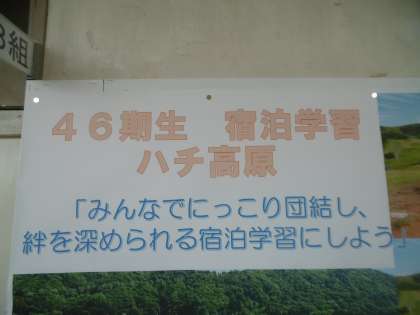 3組
46期生 宿泊学習
ハチ高原
「みんなでにっこり団結し、
絆を深められる宿泊学習にしよう」